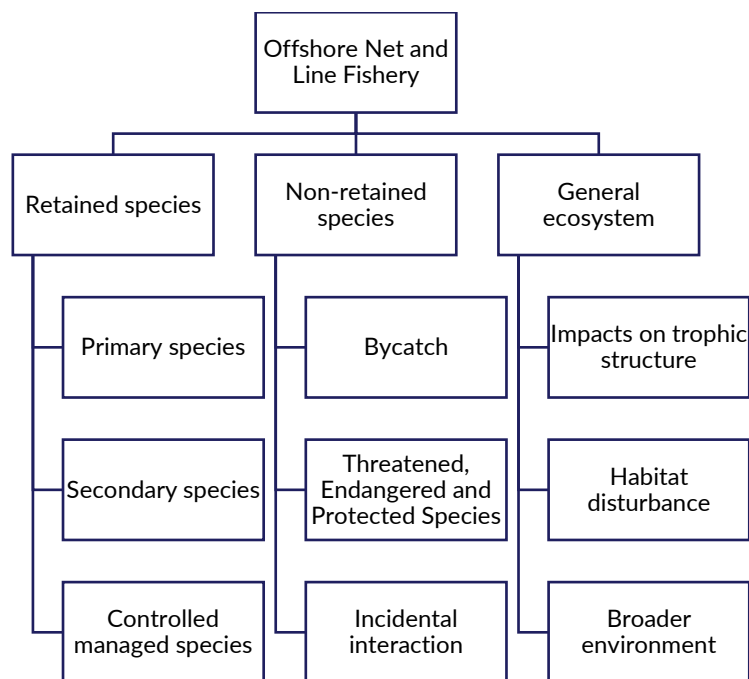 Offshore Net and
Line Fishery
Retained species
Non-retained
species
General
ecosystem
Primary species
Bycatch
Impacts on trophic
structure
Secondary species
Threatened,
Endangered and
Protected Species
Habitat
disturbance
Controlled
managed species
Incidental
interaction
Broader
environment